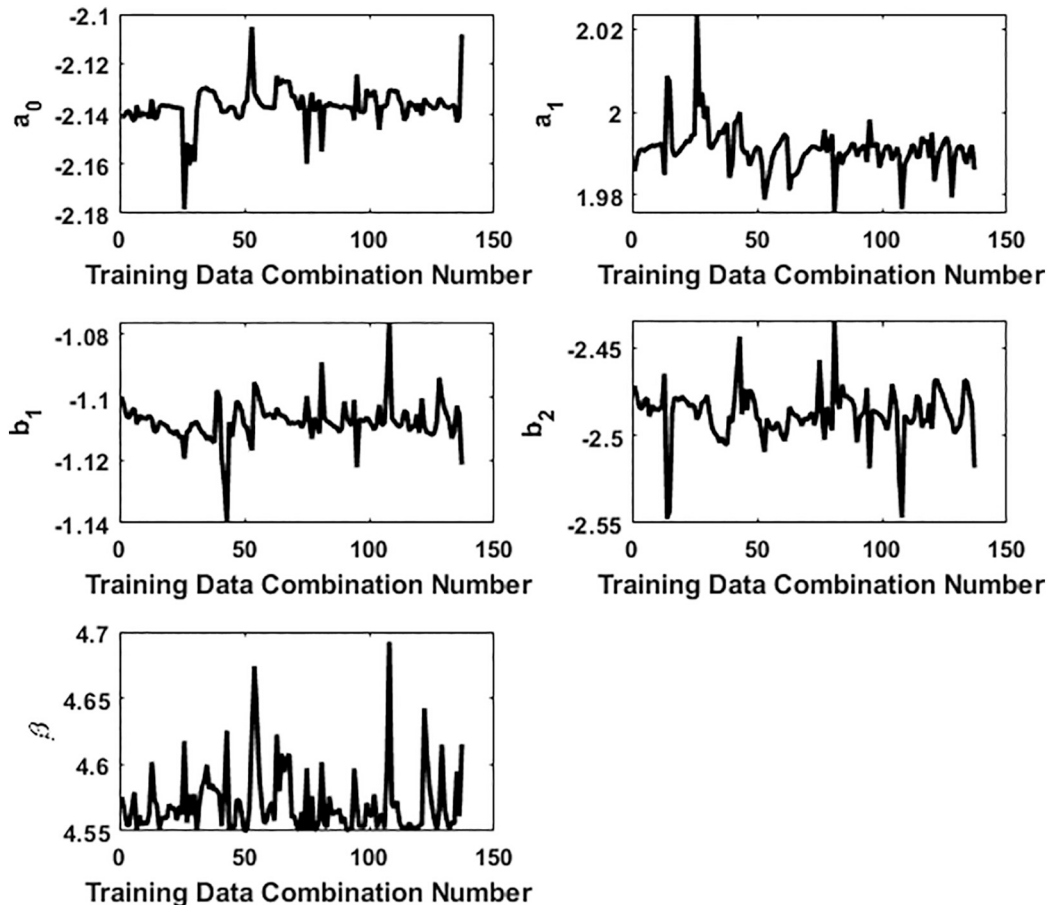 -2.1
-2.12
-2.14
-2.16
-2.18
a0
0 50 100 150
Training Data Combination Number
2.02
2
1.98
a1
0 50 100 150
Training Data Combination Number
-1.08
-1.1
-1.12
-1.14
b1
0 50 100 150
Training Data Combination Number
-2.45
-2.5
-2.55
b2
0 50 100 150
Training Data Combination Number
4.7
4.65
4.6
4.55
β
0 50 100 150
Training Data Combination Number